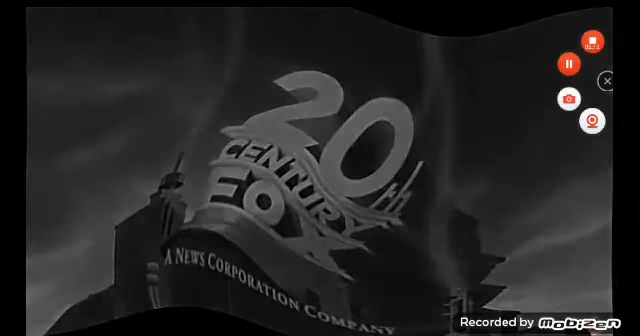 20th
CENTURY
FOX
A NEWS CORPORATION COMPANY
Recorded by mobizen